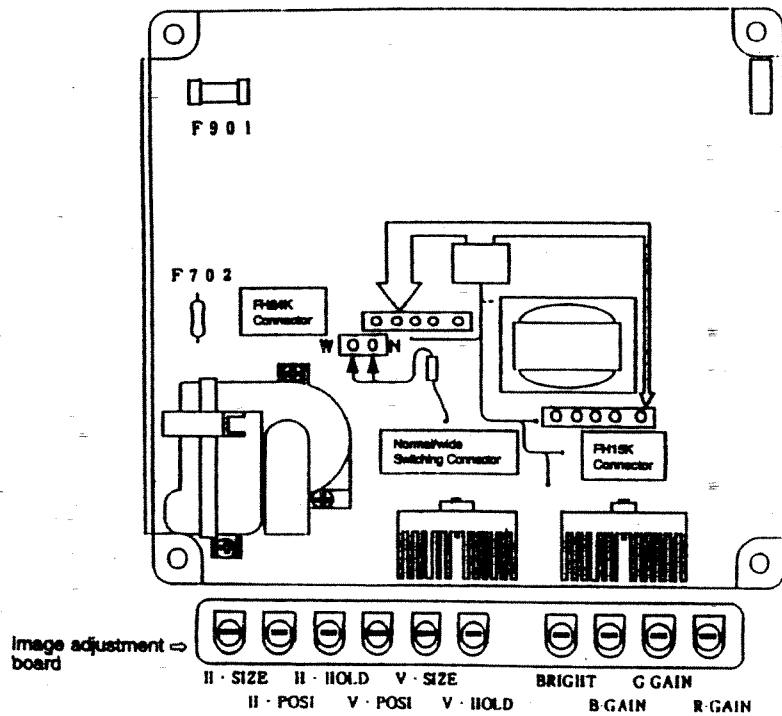 F901
F702
FH24K
Connector
W N
Normal/wide
Switching Connector
FH15K
Connector
Image adjustment
board
H · SIZE H · HOLD V · SIZE BRIGHT G GAIN
H · POSI V · POSI V · HOLD B·GAIN R·GAIN